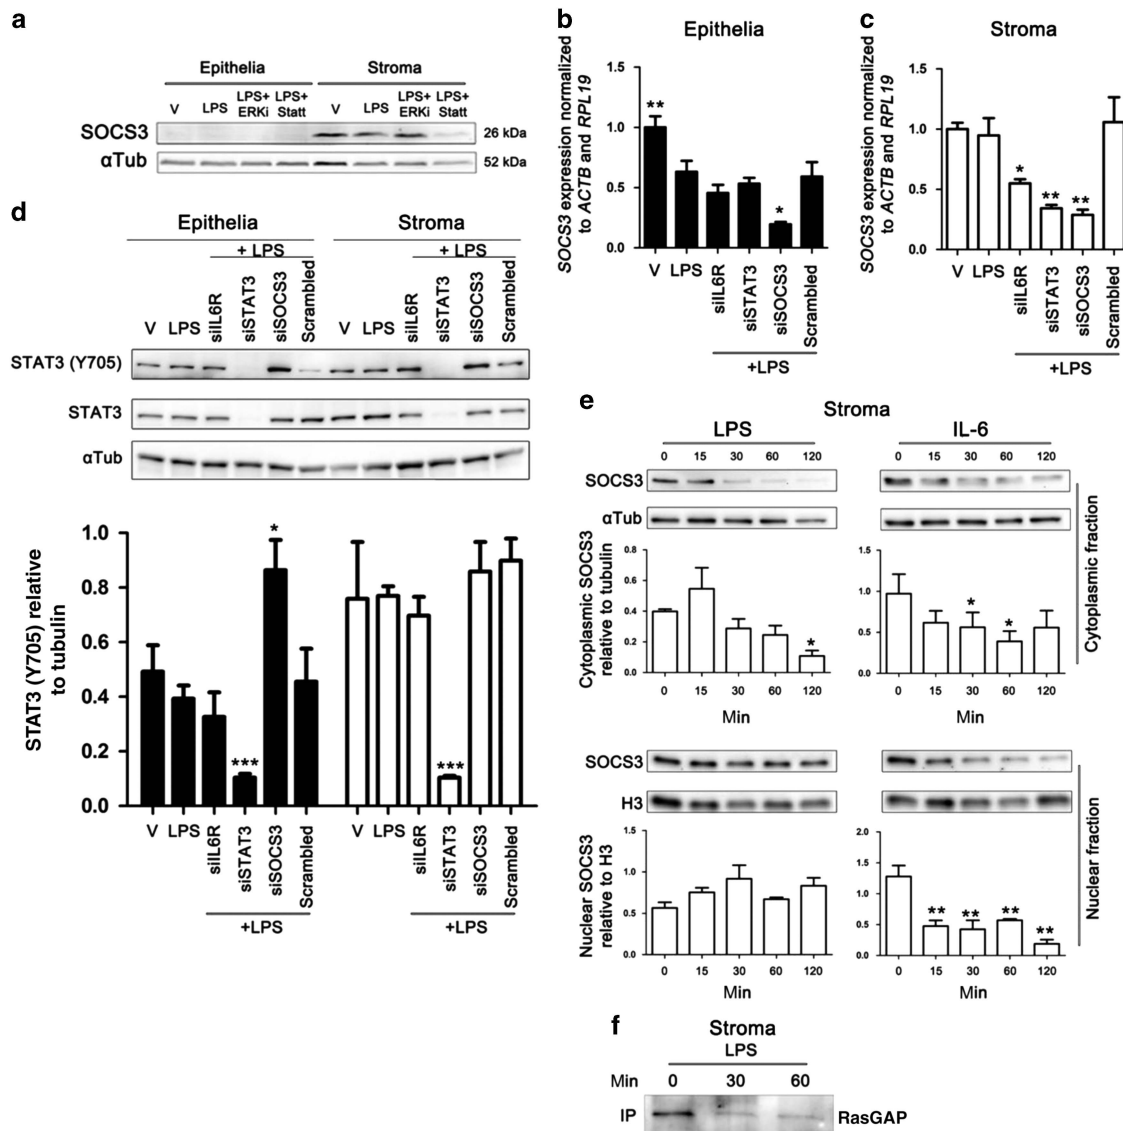 a
Epithelia Stroma
V LPS LPS+ ERKi LPS+ Statt V LPS LPS+ ERKi LPS+ Statt
SOCS3 26 kDa
αTub 52 kDa
b
Epithelia
SOCS3 expression normalized
to ACTB and RPL19
1.5
1.0
0.5
0.0
**
*
V LPS siIL6R siSTAT3 siSOCS3 Scrambled
+LPS
c
Stroma
SOCS3 expression normalized
to ACTB and RPL19
1.5
1.0
0.5
0.0
* ** **
V LPS siIL6R siSTAT3 siSOCS3 Scrambled
+LPS
d
Epithelia Stroma
+ LPS + LPS
V LPS siIL6R siSTAT3 siSOCS3 Scrambled V LPS siIL6R siSTAT3 siSOCS3 Scrambled
STAT3 (Y705)
STAT3
αTub
STAT3 (Y705) relative
to tubulin
1.0
0.8
0.6
0.4
0.2
0.0
*** * ***
V LPS siIL6R siSTAT3 siSOCS3 Scrambled V LPS siIL6R siSTAT3 siSOCS3 Scrambled
+LPS +LPS
e
Stroma
LPS IL-6
0 15 30 60 120 0 15 30 60 120
SOCS3
αTub
Cytoplasmic SOCS3
relative to tubulin
0.8
0.6
0.4
0.2
0.0
*
0 15 30 60 120
Min
1.5
1.0
0.5
0.0
* *
0 15 30 60 120
Min
Cytoplasmic fraction
SOCS3
H3
Nuclear SOCS3
relative to H3
1.5
1.0
0.5
0.0
0 15 30 60 120
Min
2.0
1.5
1.0
0.5
0.0
** ** ** **
0 15 30 60 120
Min
Nuclear fraction
f
Stroma
LPS
Min 0 30 60
IP RasGAP